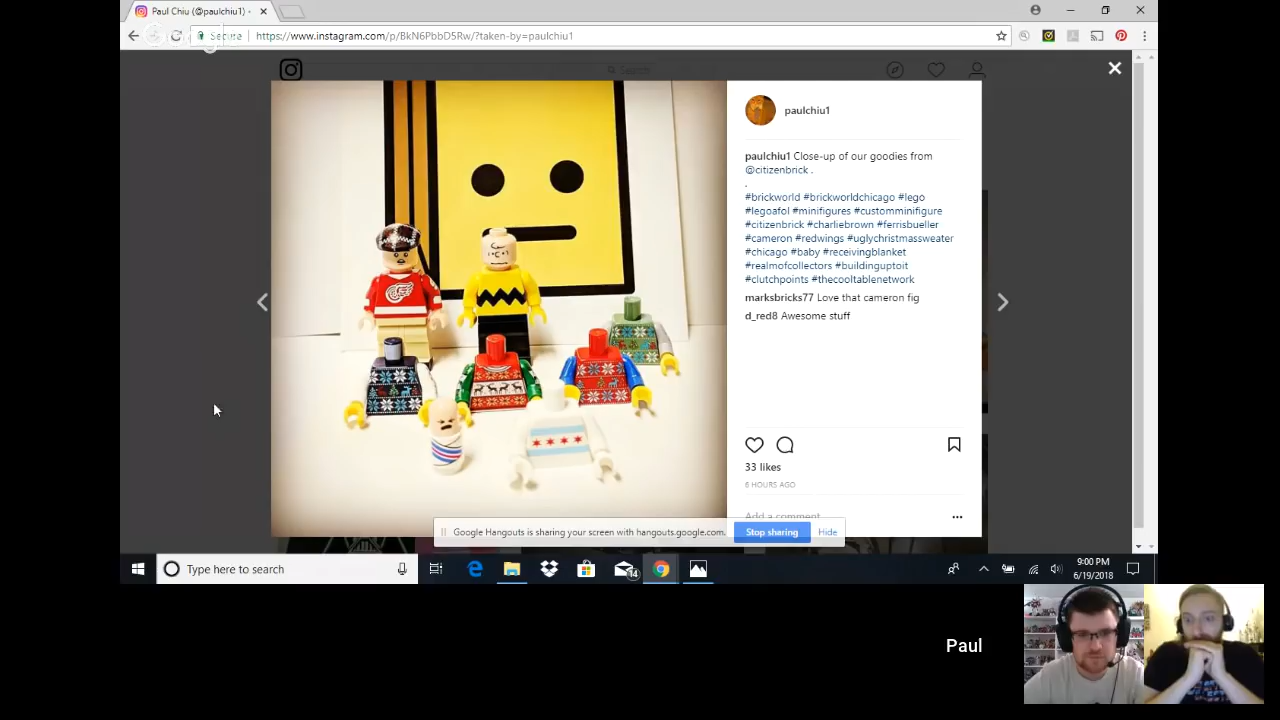 Paul Chiu (@paulchiu1) •
Secure
https://www.instagram.com/p/BkN6PbbD5Rw/?taken-by=paulchiu1
Search
paulchiu1
paulchiu1 Close-up of our goodies from
@citizenbrick .
.
#brickworld #brickworldchicago #lego
#legoafol #minifigures #customminifigure
#citizenbrick #charliebrown #ferrisbueller
#cameron #redwings #uglychristmassweater
#chicago #baby #receivingblanket
#realmofcollectors #buildinguptoit
#clutchpoints #thecooltablenetwork
marksbricks77 Love that cameron fig
d_red8 Awesome stuff
33 likes
6 HOURS AGO
Add a comment...
Google Hangouts is sharing your screen with hangouts.google.com.
Stop sharing
Hide
Type here to search
14
9:00 PM
6/19/2018
Paul